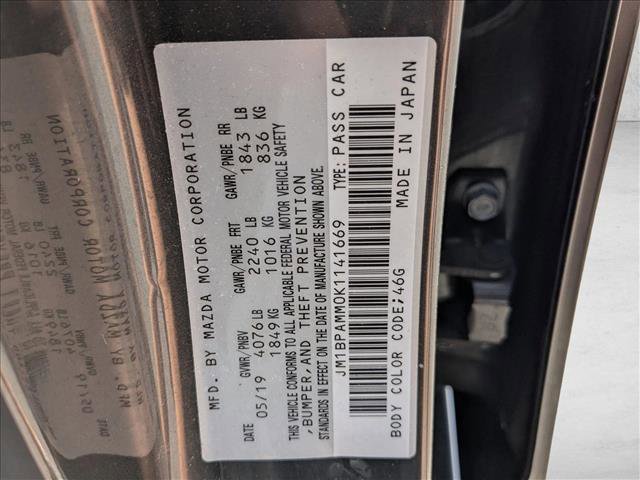 MFD. BY MAZDA MOTOR CORPORATION
GVWR/PNBV GAWR/PNBE FRT GAWR/PNBE RR
DATE 4076 LB 2240 LB 1843 LB
05/19 1849 KG 1016 KG 836 KG
THIS VEHICLE CONFORMS TO ALL APPLICABLE FEDERAL MOTOR VEHICLE SAFETY
,BUMPER,AND THEFT PREVENTION
STANDARDS IN EFFECT ON THE DATE OF MANUFACTURE SHOWN ABOVE.
JM1BPAMM0K1141669 TYPE: PASS CAR
BODY COLOR CODE;46G MADE IN JAPAN